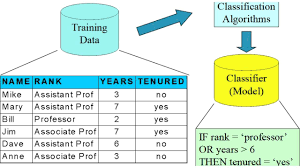 Training
Data
Classification
Algorithms
NAME RANK YEARS TENURED
Mike Assistant Prof 3 no
Mary Assistant Prof 7 yes
Bill Professor 2 yes
Jim Associate Prof 7 yes
Dave Assistant Prof 6 no
Anne Associate Prof 3 no
Classifier
(Model)
IF rank = ‘professor’
OR years > 6
THEN tenured = ‘yes’